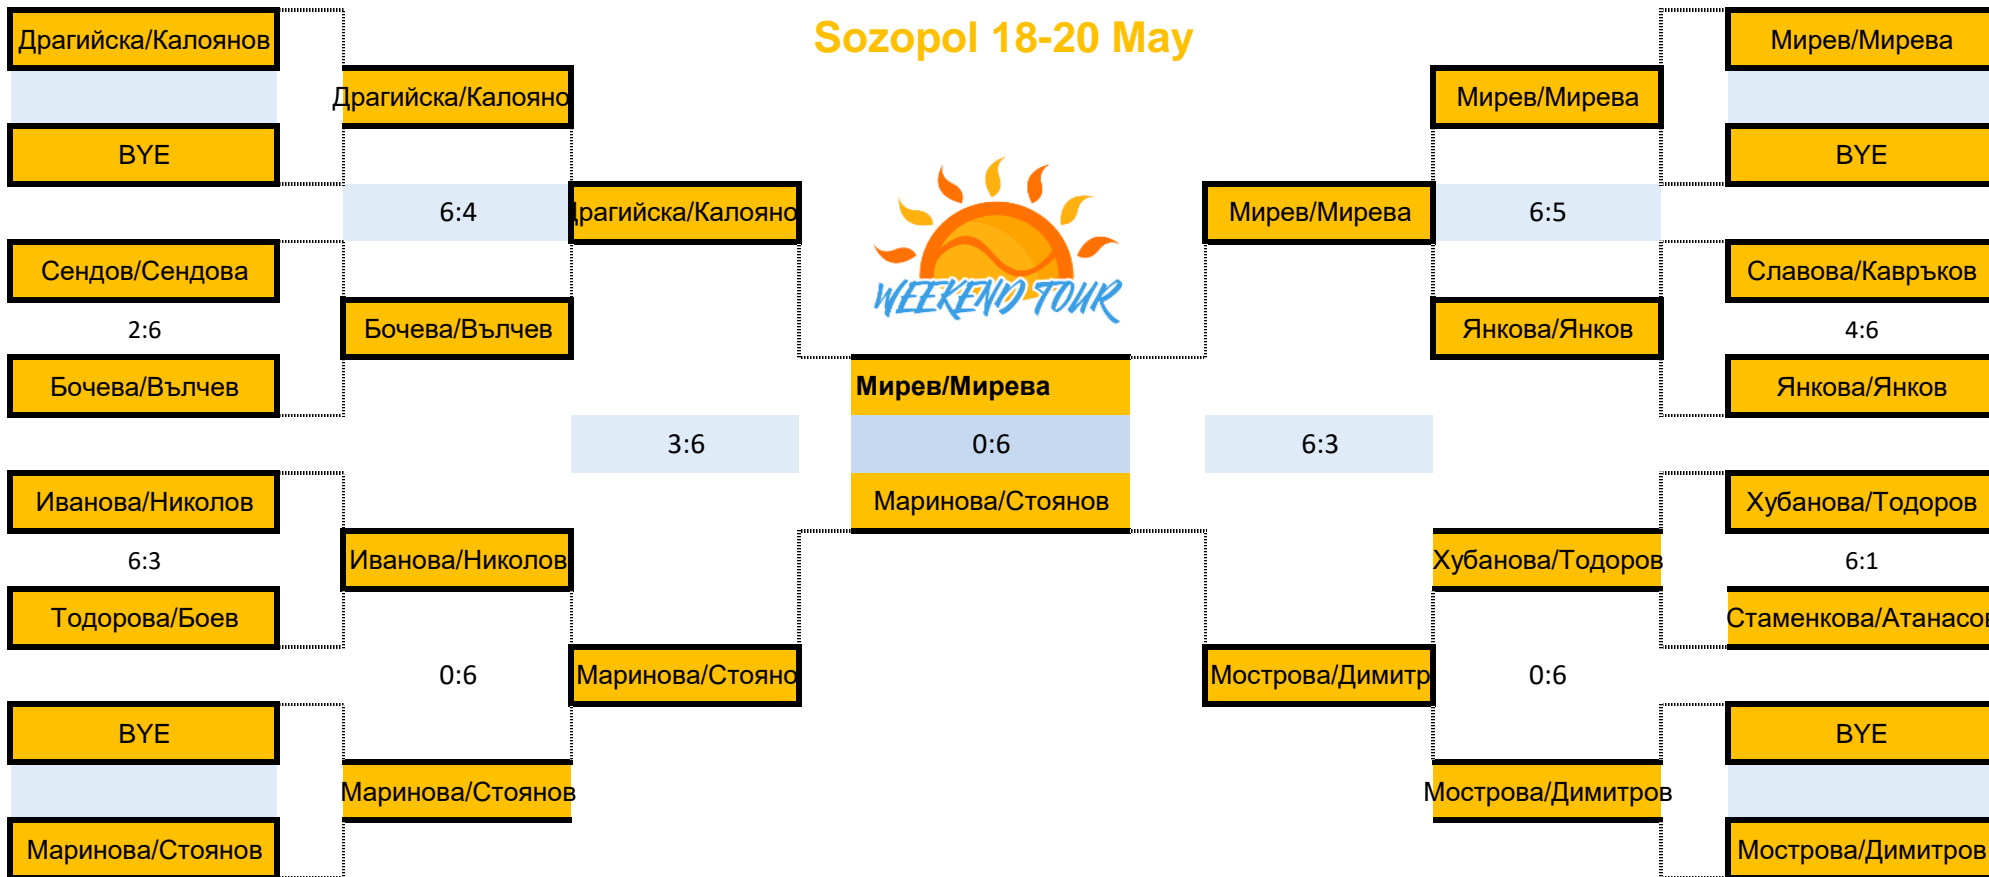 Sozopol 18-20 May
Драгийска/Калоянов
BYE
Сендов/Сендова
2:6
Бочева/Вълчев
Иванова/Николов
6:3
Тодорова/Боев
BYE
Маринова/Стоянов
Драгийска/Калояно
6:4
Бочева/Вълчев
Иванова/Николов
0:6
Маринова/Стоянов
Драгийска/Калояно
3:6
Маринова/Стояно
WEEKEND TOUR
Мирев/Мирева
0:6
Маринова/Стоянов
Мирев/Мирева
6:3
Мострова/Димитр
Мирев/Мирева
6:5
Янкова/Янков
Хубанова/Тодоров
0:6
Мострова/Димитров
Мирев/Мирева
BYE
Славова/Кавръков
4:6
Янкова/Янков
Хубанова/Тодоров
6:1
Стаменкова/Атанасов
BYE
Мострова/Димитров